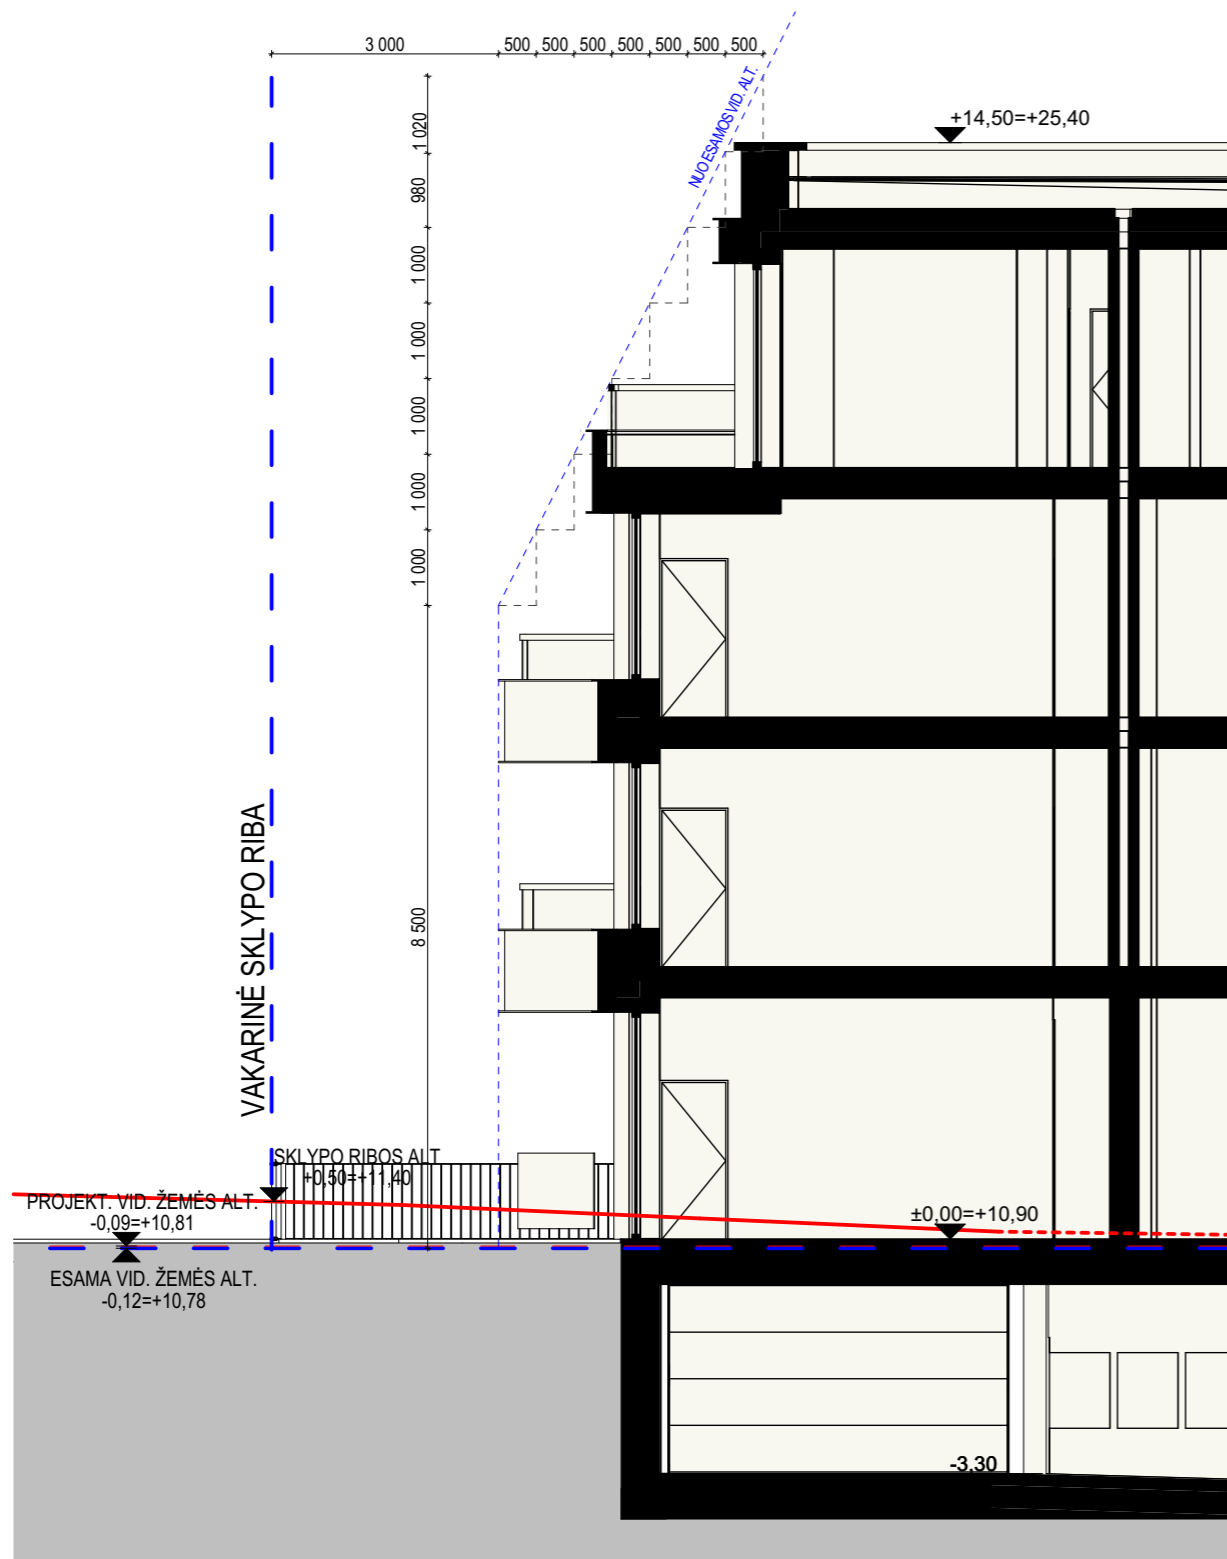 3 000
500 500 500 500 500 500 500
NUO ESAMOS VID. ALT.
+14,50=+25,40
1 020
980
1 000
1 000
1 000
1 000
1 000
8 500
VAKARINĖ SKLYPO RIBA
SKLYPO RIBOS ALT
+0,50=+11,40
PROJEKT. VID. ŽEMĖS ALT.
-0,09=+10,81
±0,00=+10,90
ESAMA VID. ŽEMĖS ALT.
-0,12=+10,78
-3,30